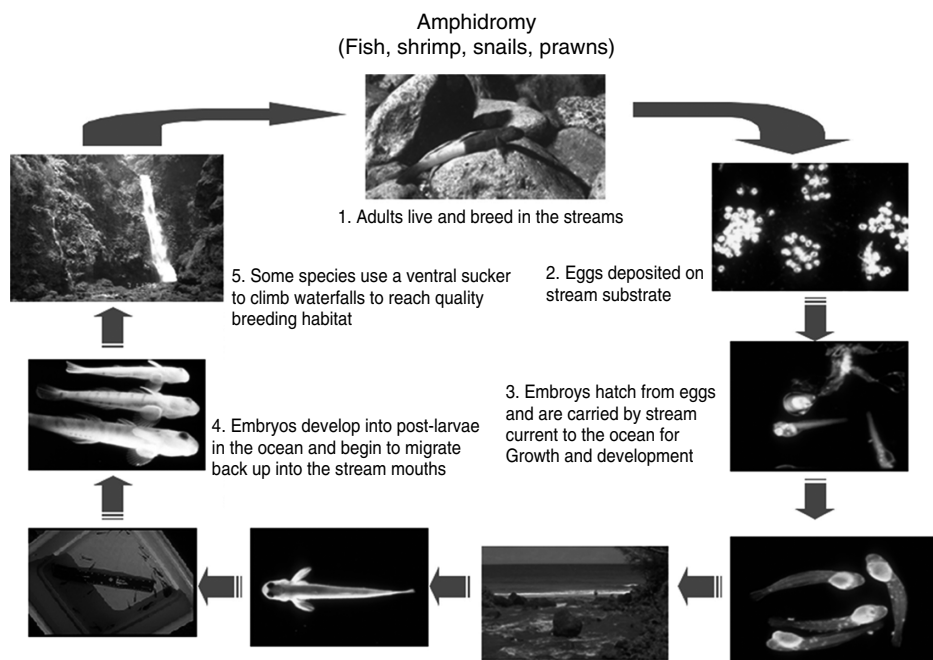 Amphidromy
(Fish, shrimp, snails, prawns)
1. Adults live and breed in the streams
2. Eggs deposited on
stream substrate
3. Embroys hatch from eggs
and are carried by stream
current to the ocean for
Growth and development
4. Embryos develop into post-larvae
in the ocean and begin to migrate
back up into the stream mouths
5. Some species use a ventral sucker
to climb waterfalls to reach quality
breeding habitat